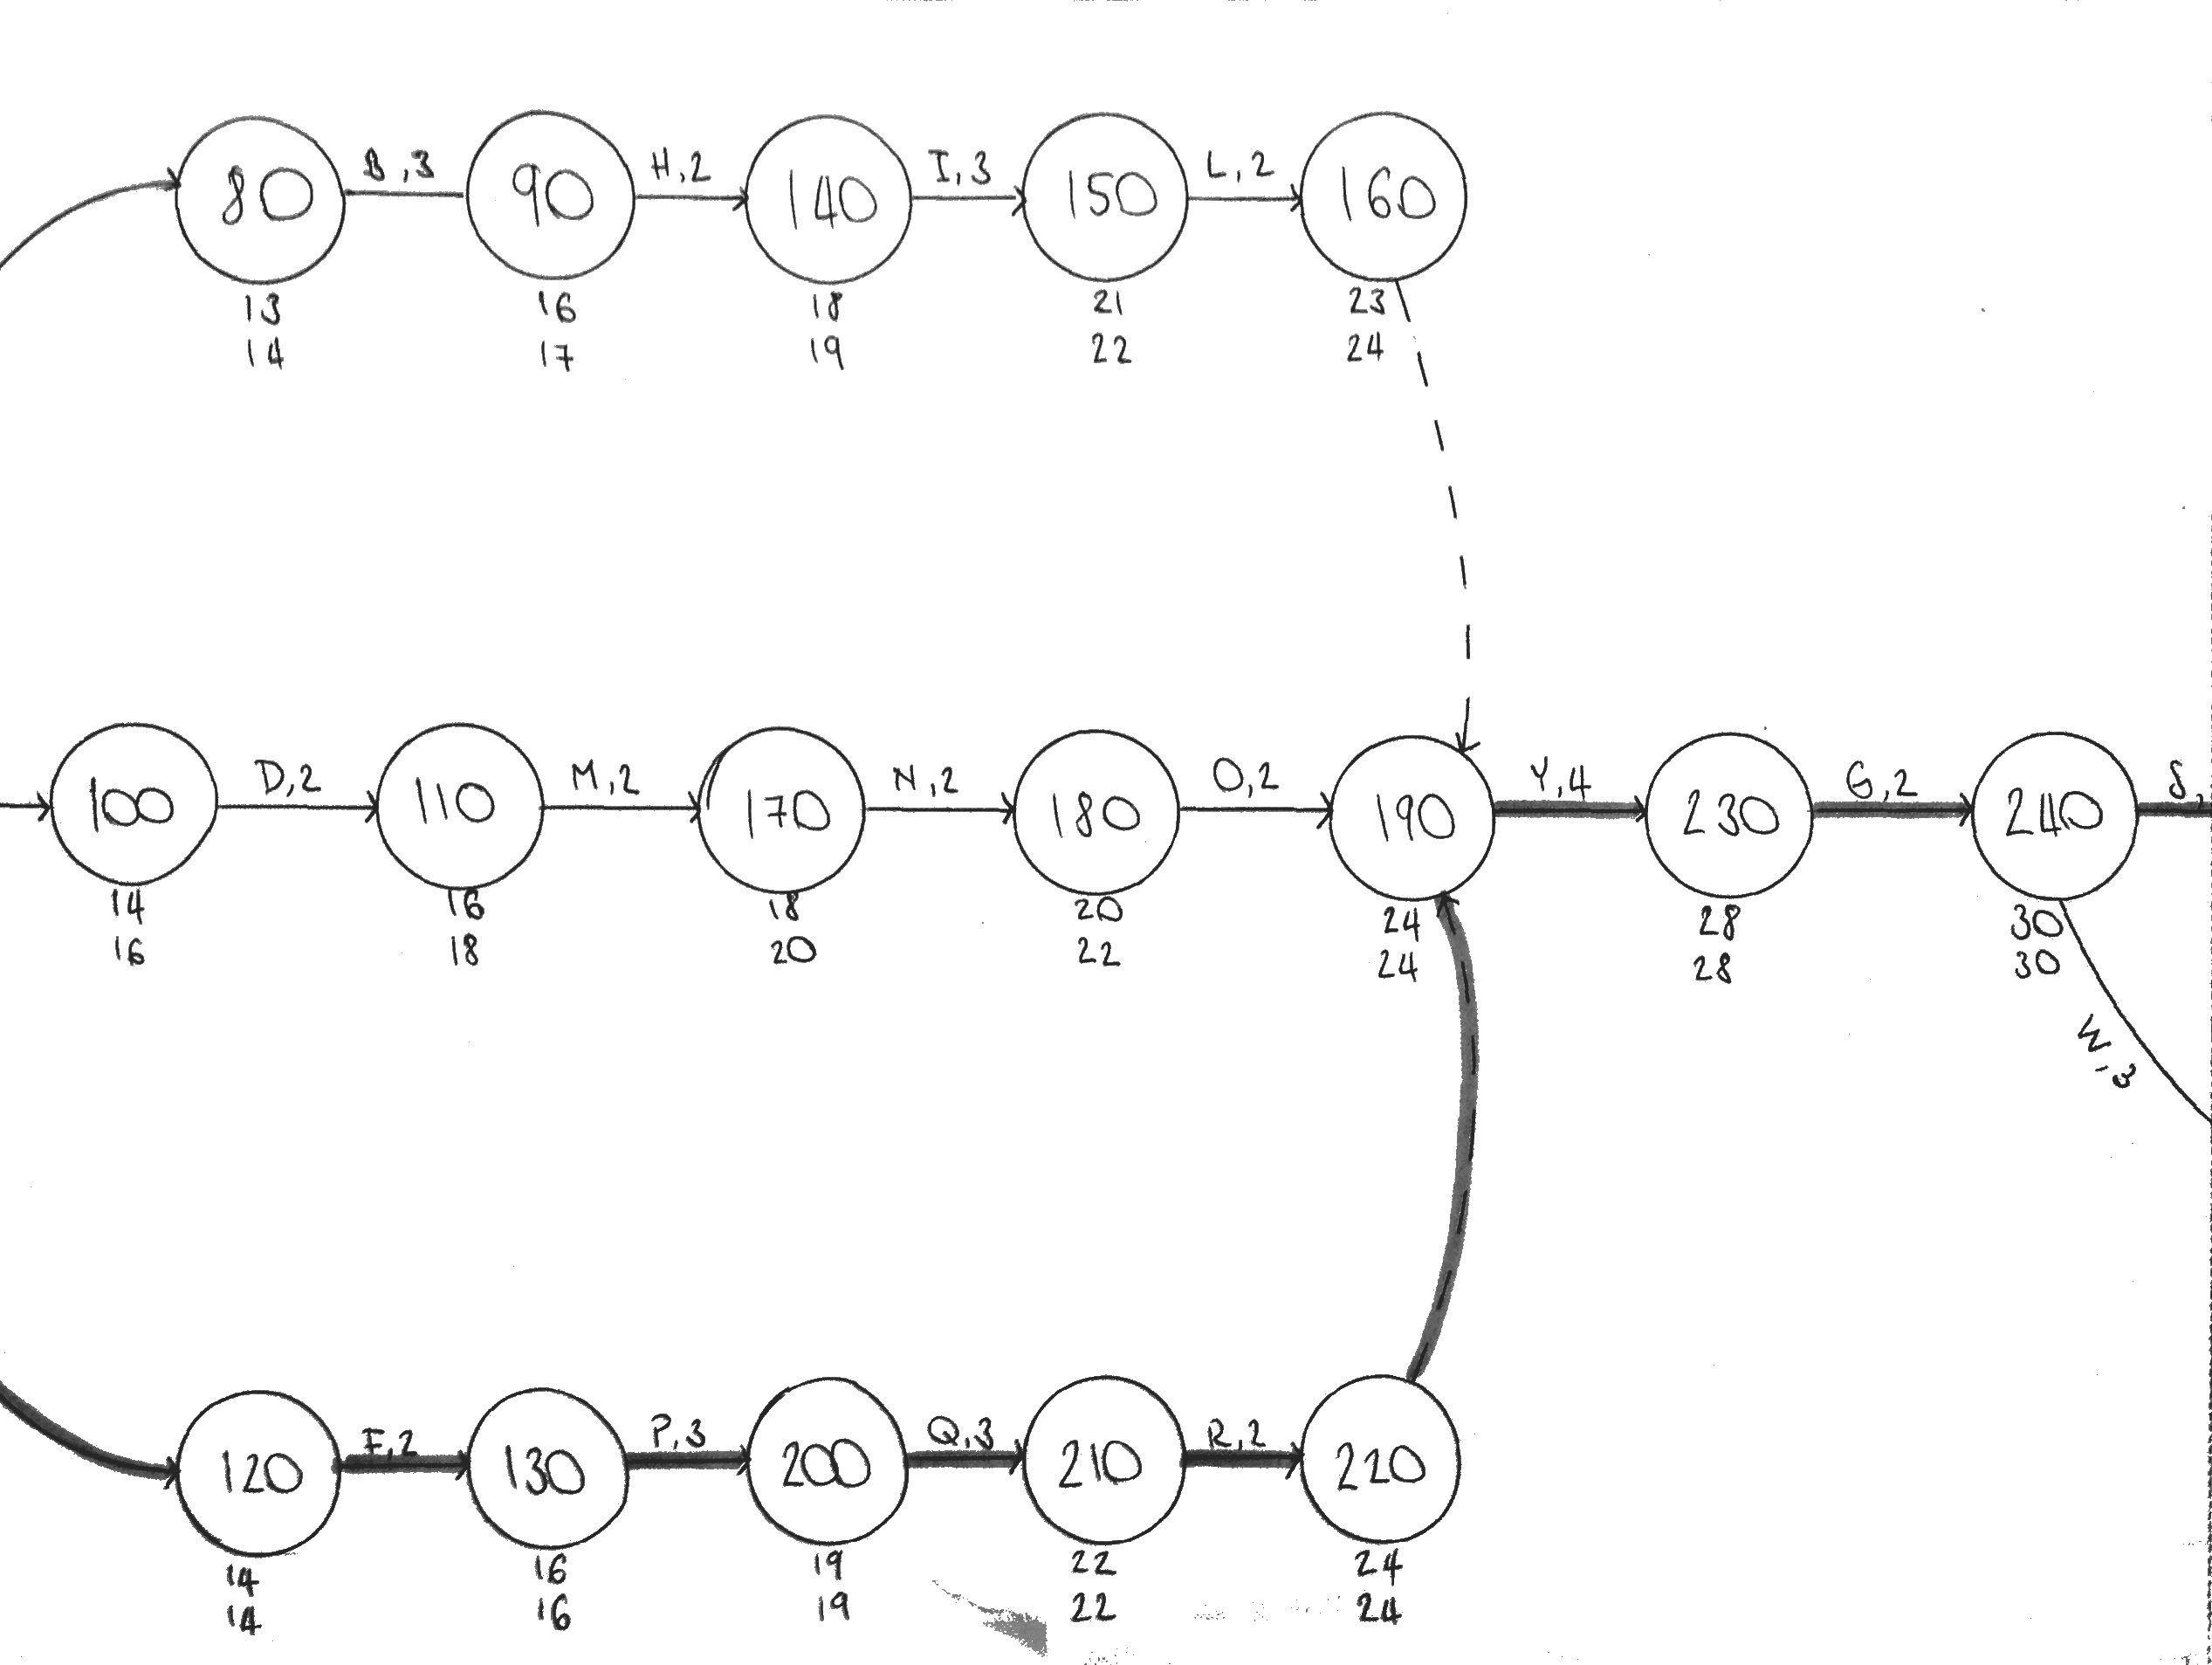 80 B,3 90 H,2 140 I,3 150 L,2 160
13 16 18 21 23
14 17 19 22 24
100 D,2 110 M,2 170 N,2 180 O,2 190 Y,4 230 G,2 240 S,
14 16 18 20 24 28 30
16 18 20 22 24 28 30
W,3
120 F,2 130 P,3 200 Q,3 210 R,2 220
14 16 19 22 24
14 16 19 22 24